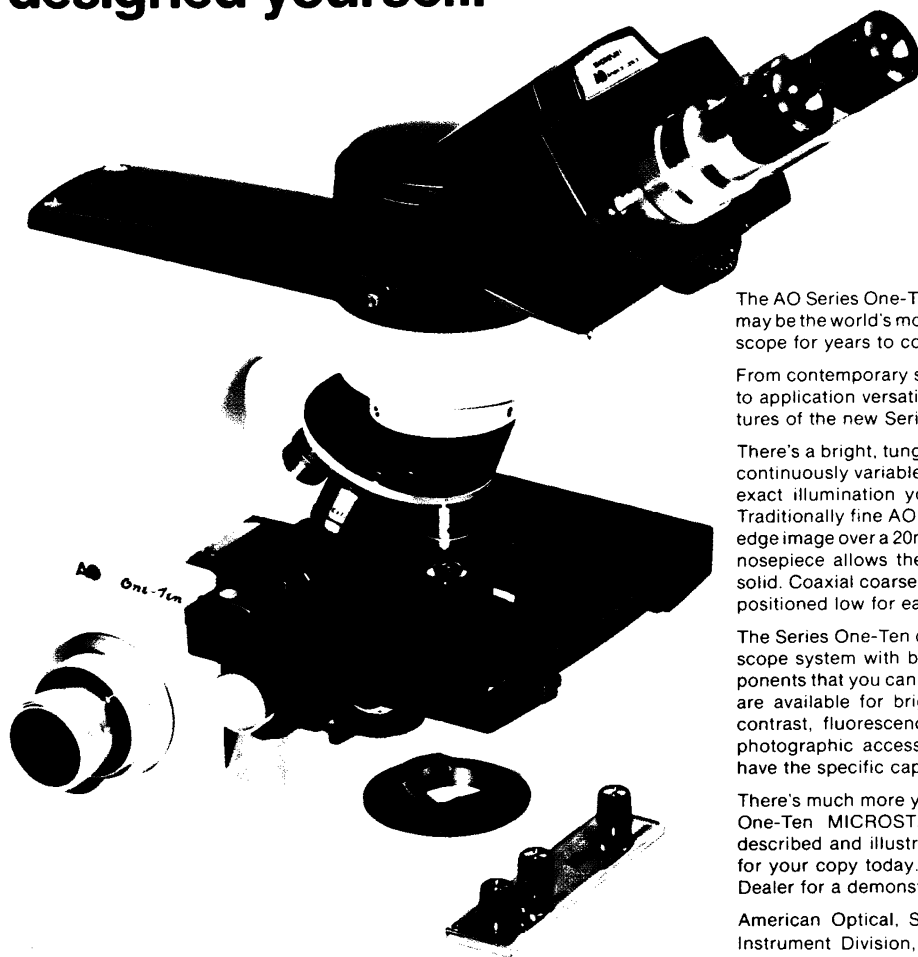 designed yourself.
The AO Series One-T
may be the world's mo
scope for years to co
From contemporary s
to application versati
tures of the new Seri
There's a bright, tung
continuously variable
exact illumination yo
Traditionally fine AO
edge image over a 20m
nosepiece allows the
solid. Coaxial coarse
positioned low for ea
The Series One-Ten o
scope system with b
ponents that you can
are available for brig
contrast, fluorescenc
photographic access
have the specific cap
There's much more y
One-Ten MICROST
described and illustr
for your copy today.
Dealer for a demonst
American Optical, S
Instrument Division,
AO One-Ten